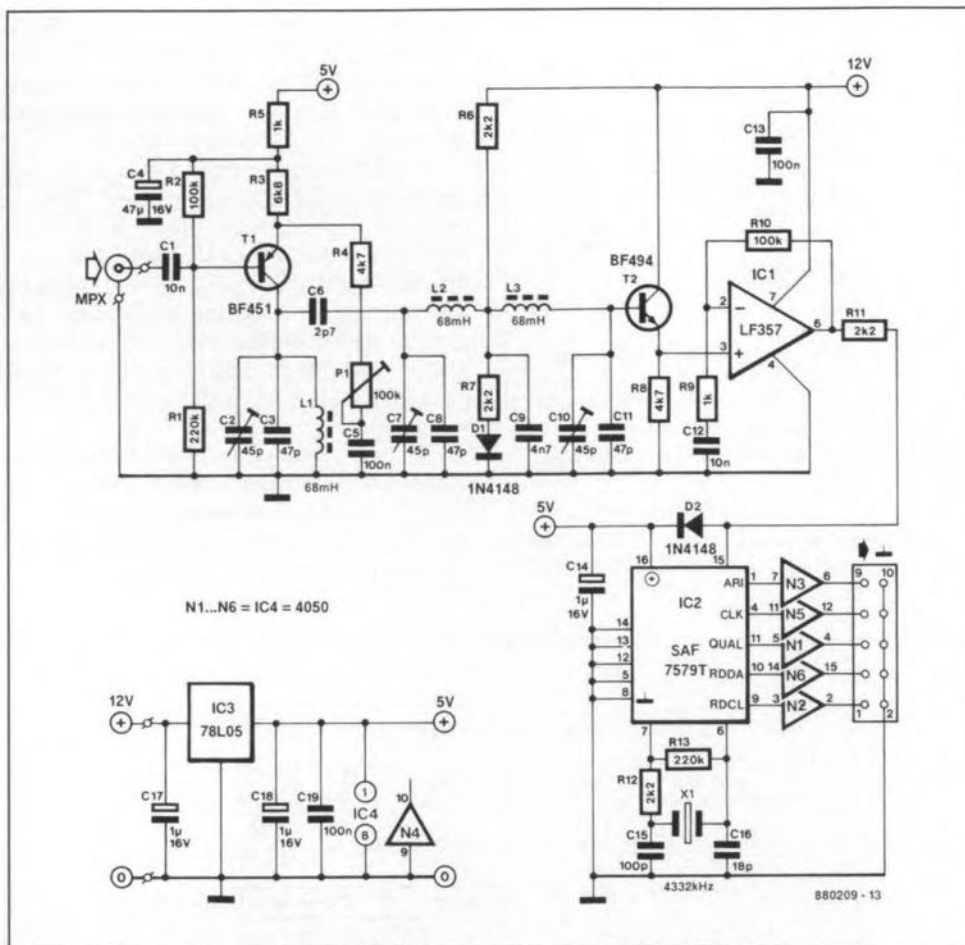 5V
12V
R5
1k
R6
2k2
C13
100n
C4
47µ 16V
R2
100k
R3
6k8
R10
100k
T1
R4
4k7
BF494
T2
IC1
C1
10n
MPX
BF451
C6
2p7
L2
68mH
L3
68mH
2
3
7
6
4
LF357
R11
2k2
R1
220k
C2
45p
C3
47p
L1
68mH
P1
100k
C5
100n
C7
45p
C8
47p
R7
2k2
D1
1N4148
C9
4n7
C10
45p
C11
47p
R8
4k7
R9
1k
C12
10n
5V
D2
1N4148
C14
1µ
16V
16
15
IC2
SAF
7579T
14
13
12
5
8
ARI 1 7 N3 6 9 10
CLK 4 11 N5 12
QUAL 11 5 N1 4
RDDA 10 14 N6 15
RDCL 9 3 N2 2 1 2
7
6
R13
220k
R12
2k2
X1
C15
100p
C16
18p
4332kHz
880209 - 13
N1...N6 = IC4 = 4050
12V
IC3
78L05
5V
C17
1µ
16V
C18
1µ
16V
C19
100n
1
IC4
8
10
N4
9
0
0